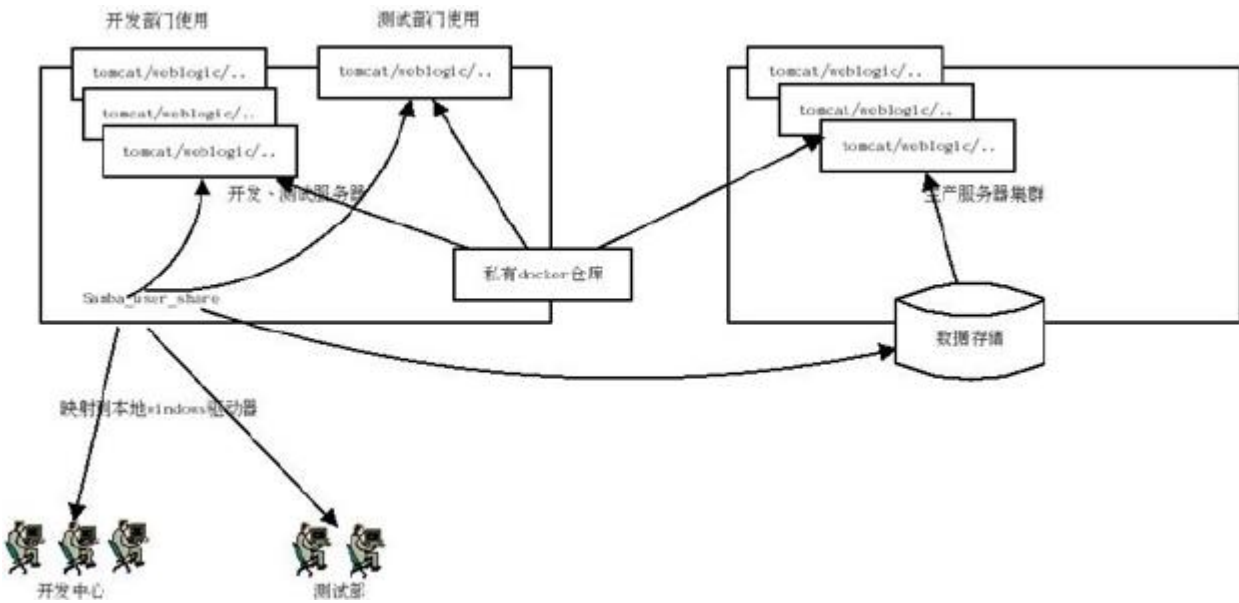 开发部门使用
测试部门使用
tomcat/weblogic/..
tomcat/weblogic/..
tomcat/weblogic/..
tomcat/weblogic/..
tomcat/weblogic/..
tomcat/weblogic/..
tomcat/weblogic/..
开发、测试服务器
生产服务器集群
私有docker仓库
Samba_user_share
数据存储
映射到本地windows驱动器
开发中心
测试部